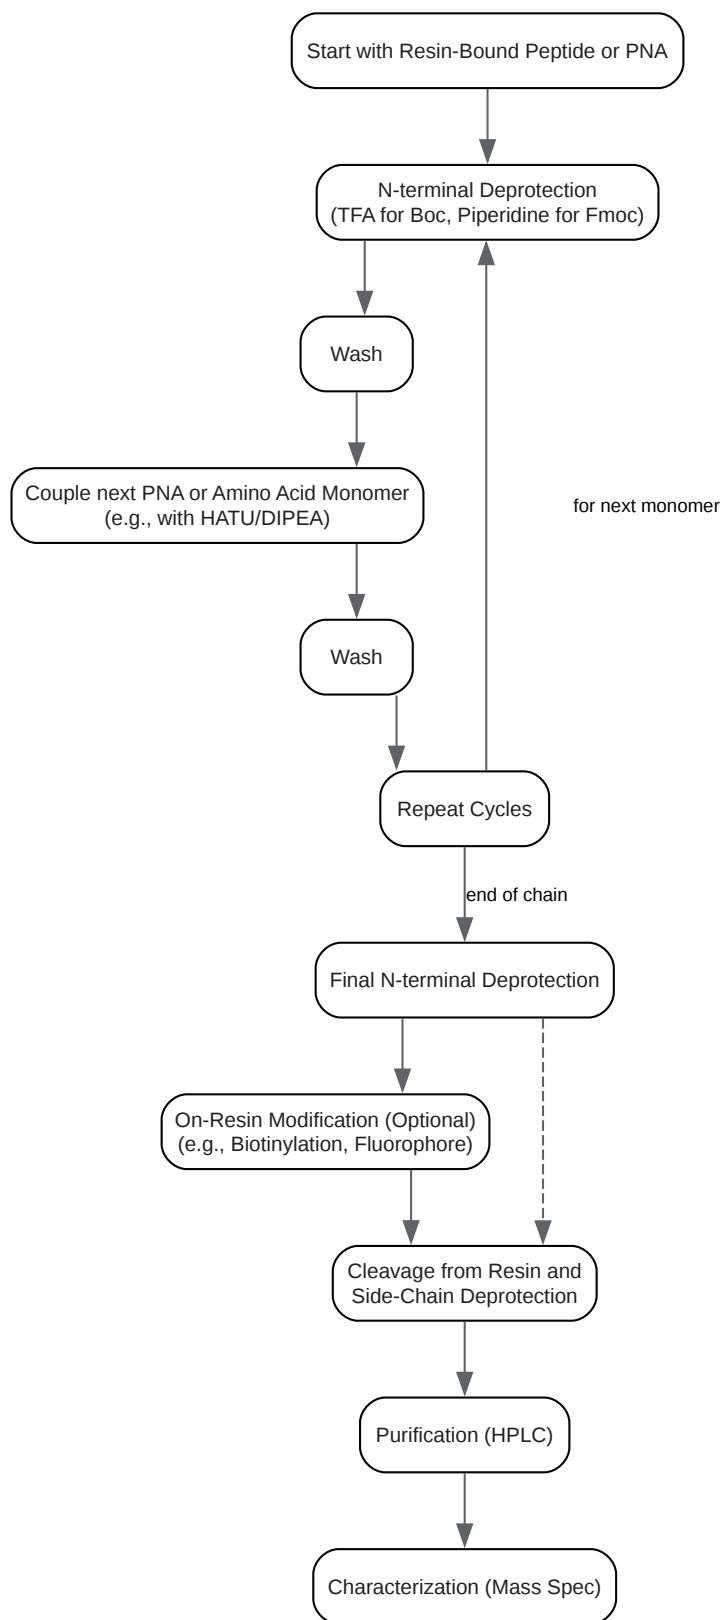 Start with Resin-Bound Peptide or PNA
N-terminal Deprotection
(TFA for Boc, Piperidine for Fmoc)
Wash
Couple next PNA or Amino Acid Monomer
(e.g., with HATU/DIPEA)
for next monomer
Wash
Repeat Cycles
end of chain
Final N-terminal Deprotection
On-Resin Modification (Optional)
(e.g., Biotinylation, Fluorophore)
Cleavage from Resin and
Side-Chain Deprotection
Purification (HPLC)
Characterization (Mass Spec)